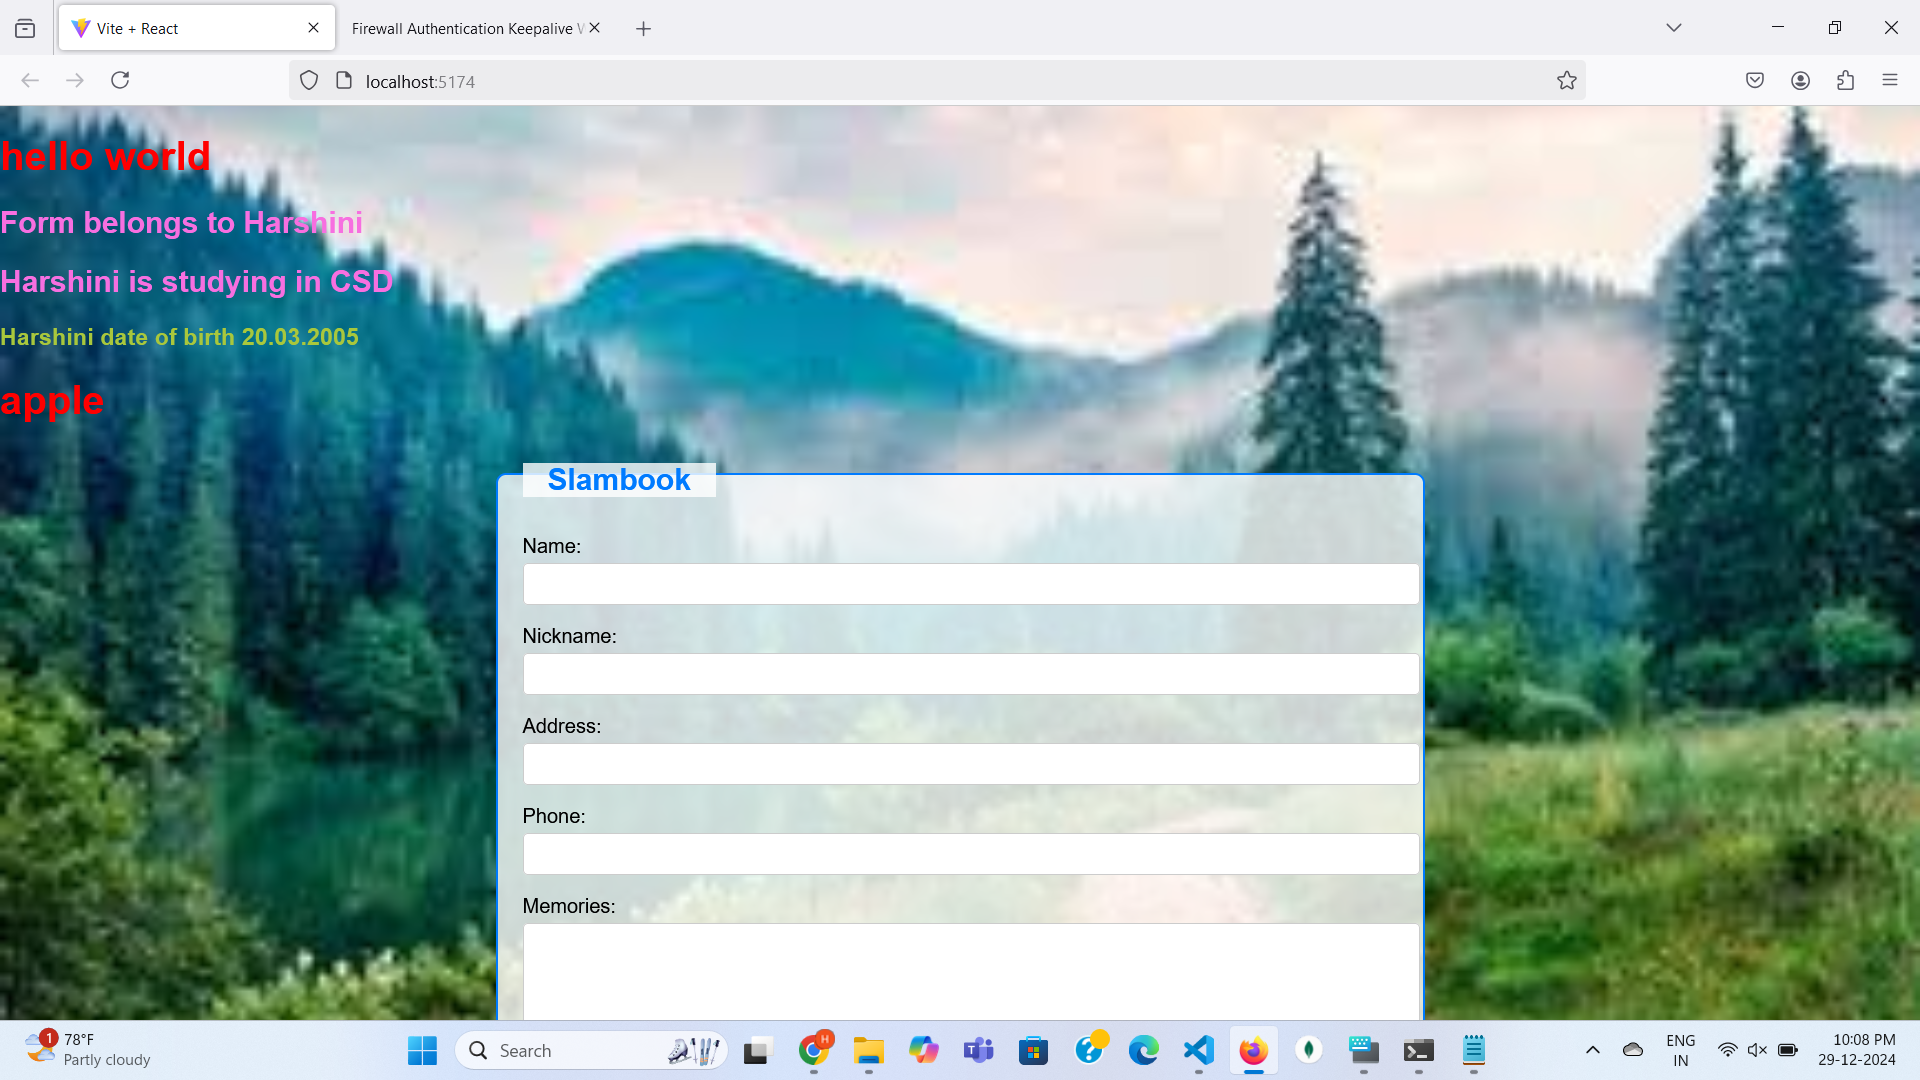 Vite + React
Firewall Authentication Keepalive
localhost:5174
hello world
Form belongs to Harshini
Harshini is studying in CSD
Harshini date of birth 20.03.2005
apple
Slambook
Name:
Nickname:
Address:
Phone:
Memories:
1
78°F
Partly cloudy
Search
H
ENG
IN
10:08 PM
29-12-2024